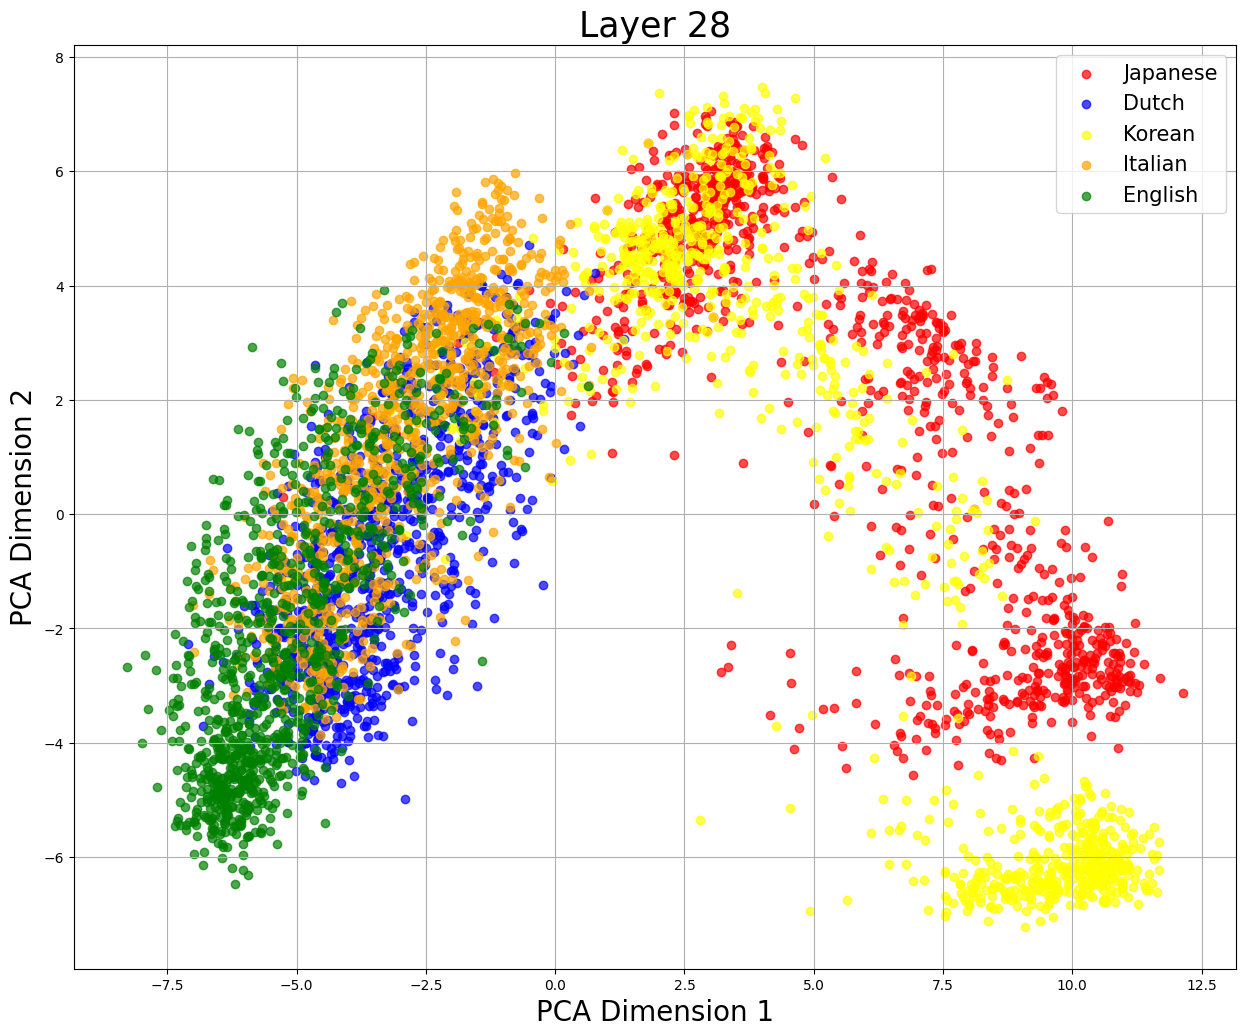 Layer 28
Japanese
Dutch
Korean
Italian
English
PCA Dimension 2
8
6
4
2
0
−2
−4
−6
−7.5 −5.0 −2.5 0.0 2.5 5.0 7.5 10.0 12.5
PCA Dimension 1